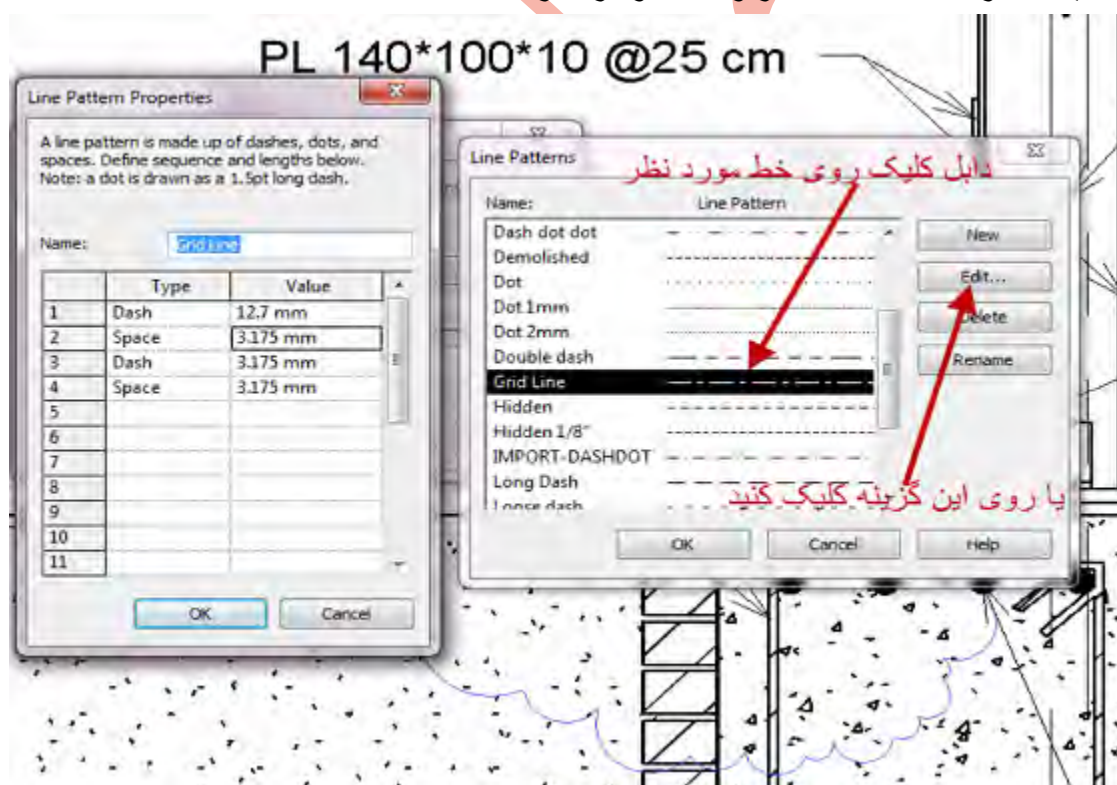 PL 140*100*10 @25 cm
Line Pattern Properties
A line pattern is made up of dashes, dots, and
spaces. Define sequence and lengths below.
Note: a dot is drawn as a 1.5pt long dash.
Name: Grid Line
Type Value
1 Dash 12.7 mm
2 Space 3.175 mm
3 Dash 3.175 mm
4 Space 3.175 mm
5
6
7
8
9
10
11
OK Cancel
Line Patterns
دابل کلیک روی خط مورد نظر
Name: Line Pattern
Dash dot dot
Demolished
Dot
Dot 1mm
Dot 2mm
Double dash
Grid Line
Hidden
Hidden 1/8"
IMPORT-DASHDOT
Long Dash
Loose dash
New
Edit...
Delete
Rename
یا روی این گزینه کلیک کنید
OK Cancel Help